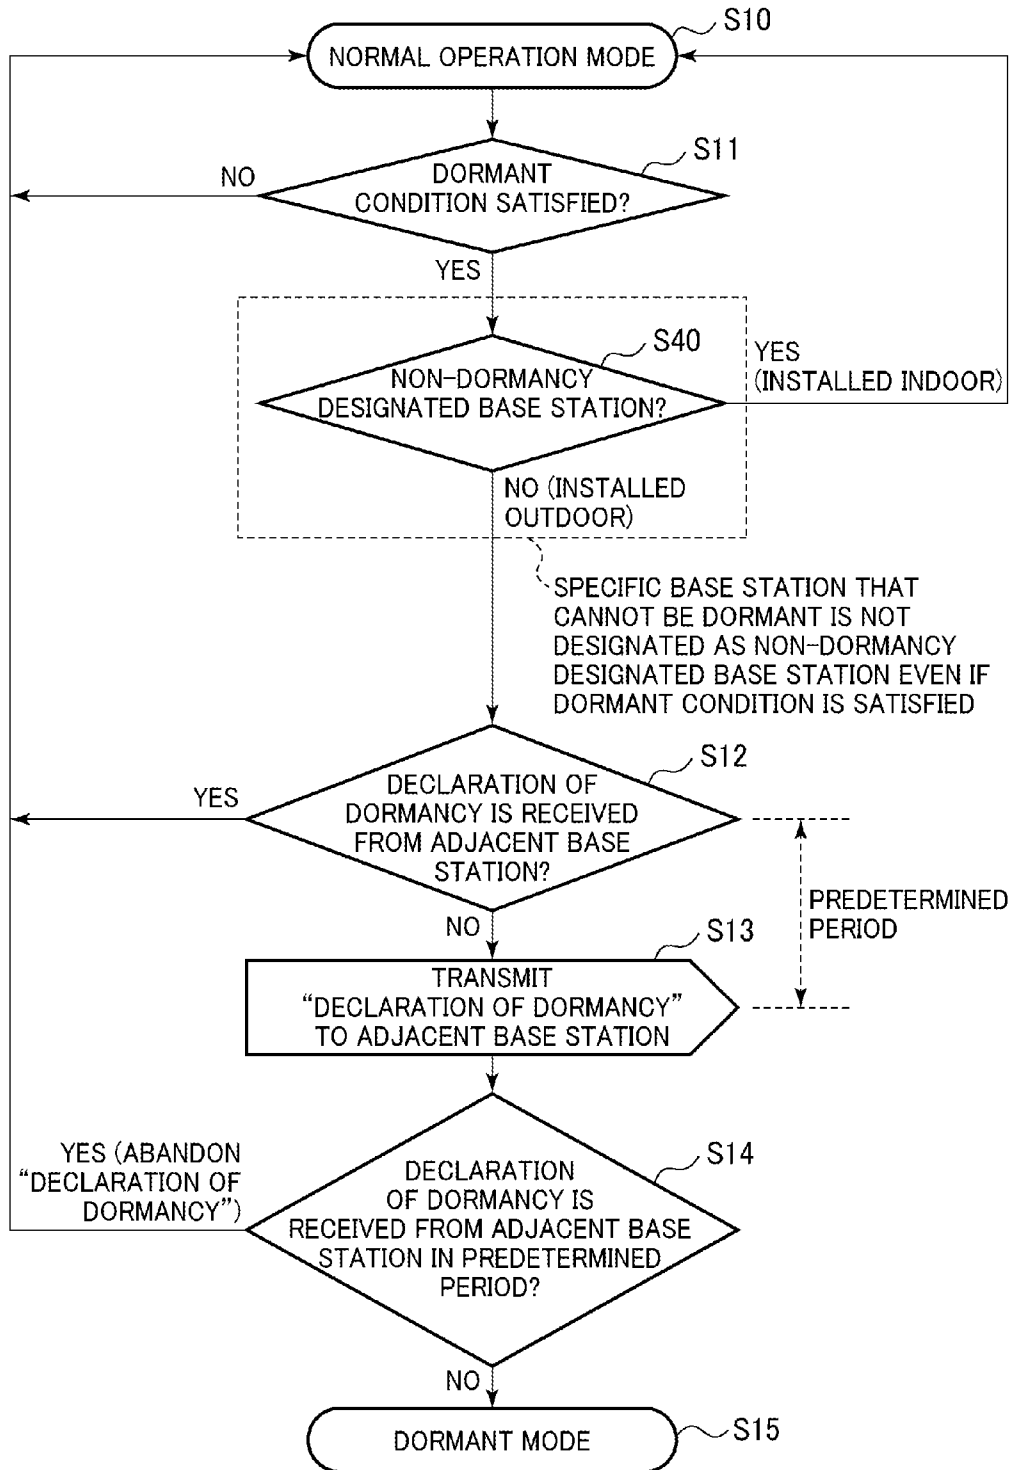 S10
NORMAL OPERATION MODE
S11
NO
DORMANT
CONDITION SATISFIED?
YES
S40
NON-DORMANCY
DESIGNATED BASE STATION?
YES
(INSTALLED INDOOR)
NO (INSTALLED
OUTDOOR)
SPECIFIC BASE STATION THAT
CANNOT BE DORMANT IS NOT
DESIGNATED AS NON-DORMANCY
DESIGNATED BASE STATION EVEN IF
DORMANT CONDITION IS SATISFIED
S12
YES
DECLARATION OF
DORMANCY IS RECEIVED
FROM ADJACENT BASE
STATION?
PREDETERMINED
PERIOD
NO
S13
TRANSMIT
“DECLARATION OF DORMANCY”
TO ADJACENT BASE STATION
YES (ABANDON
“DECLARATION OF
DORMANCY”)
S14
DECLARATION
OF DORMANCY IS
RECEIVED FROM ADJACENT BASE
STATION IN PREDETERMINED
PERIOD?
NO
S15
DORMANT MODE